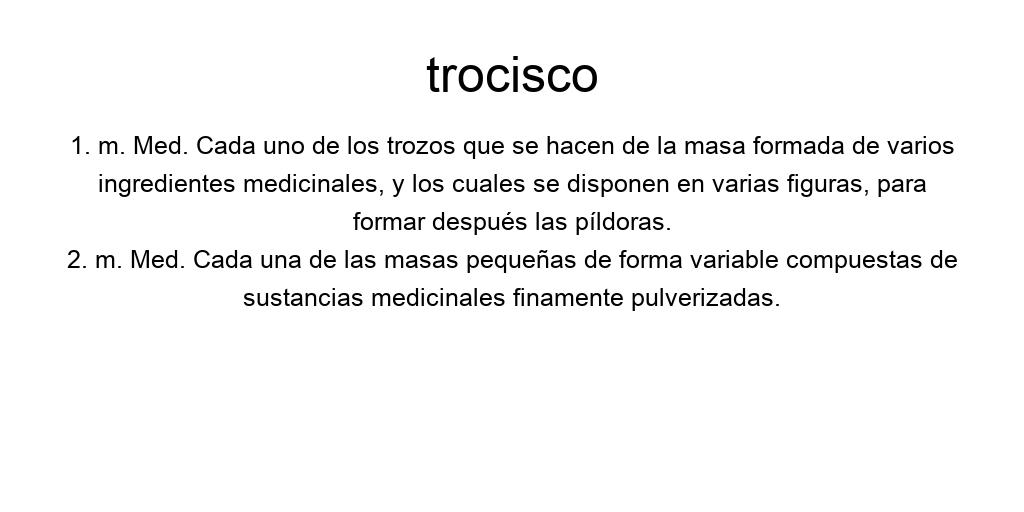 trocisco
1. m. Med. Cada uno de los trozos que se hacen de la masa formada de varios
ingredientes medicinales, y los cuales se disponen en varias figuras, para
formar después las píldoras.
2. m. Med. Cada una de las masas pequeñas de forma variable compuestas de
sustancias medicinales finamente pulverizadas.